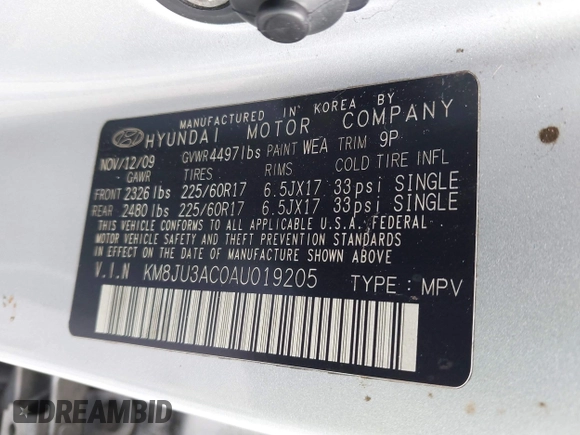 MANUFACTURED IN KOREA BY
HYUNDAI MOTOR COMPANY
NOV/12/09 GVWR 4497lbs PAINT WEA TRIM 9P
GAWR TIRES RIMS COLD TIRE INFL
FRONT 2326 lbs 225/60R17 6.5JX17 33psi SINGLE
REAR 2480 lbs 225/60R17 6.5JX17 33psi SINGLE
THIS VEHICLE CONFORMS TO ALL APPLICABLE U.S.A. FEDERAL
MOTOR VEHICLE SAFETY AND THEFT PREVENTION STANDARDS
IN EFFECT ON THE DATE OF MANUFACTURE SHOWN ABOVE.
V.I.N KM8JU3AC0AU019205 TYPE : MPV
DREAMBID